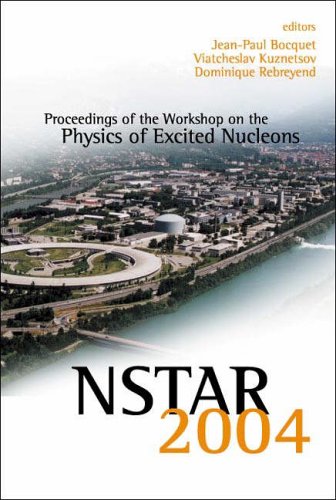 editors
Jean-Paul Bocquet
Viatcheslav Kuznetsov
Dominique Rebreyend
Proceedings of the Workshop on the
Physics of Excited Nucleons
NSTAR
2004